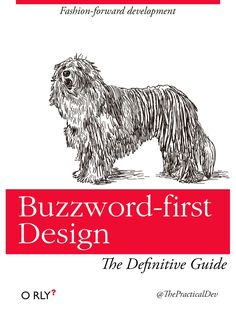 Fashion-forward development
Buzzword-first
Design
The Definitive Guide
O RLY?
@ThePracticalDev